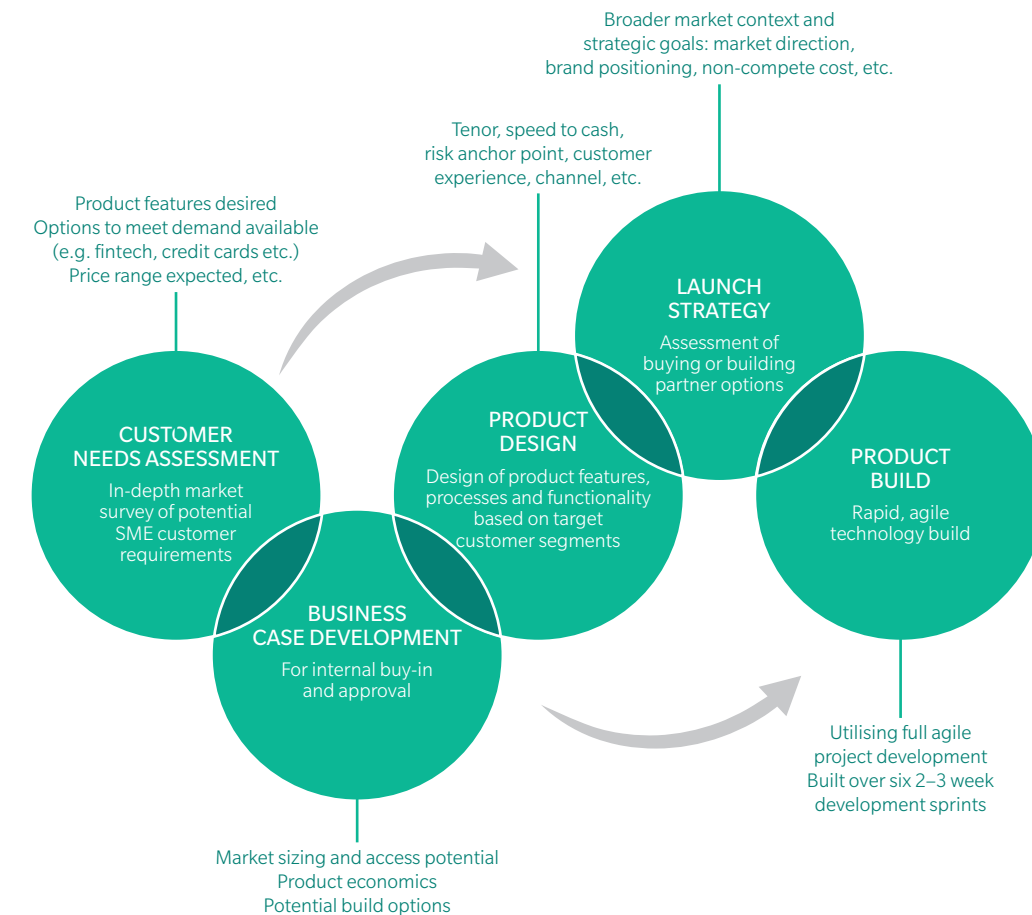 Broader market context and
strategic goals: market direction,
brand positioning, non-compete cost, etc.
Tenor, speed to cash,
risk anchor point, customer
experience, channel, etc.
Product features desired
Options to meet demand available
(e.g. fintech, credit cards etc.)
Price range expected, etc.
CUSTOMER
NEEDS ASSESSMENT
In-depth market
survey of potential
SME customer
requirements
BUSINESS
CASE DEVELOPMENT
For internal buy-in
and approval
PRODUCT
DESIGN
Design of product features,
processes and functionality
based on target
customer segments
LAUNCH
STRATEGY
Assessment of
buying or building
partner options
PRODUCT
BUILD
Rapid, agile
technology build
Utilising full agile
project development
Built over six 2–3 week
development sprints
Market sizing and access potential
Product economics
Potential build options